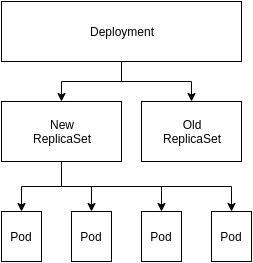 Deployment
New
ReplicaSet
Old
ReplicaSet
Pod
Pod
Pod
Pod